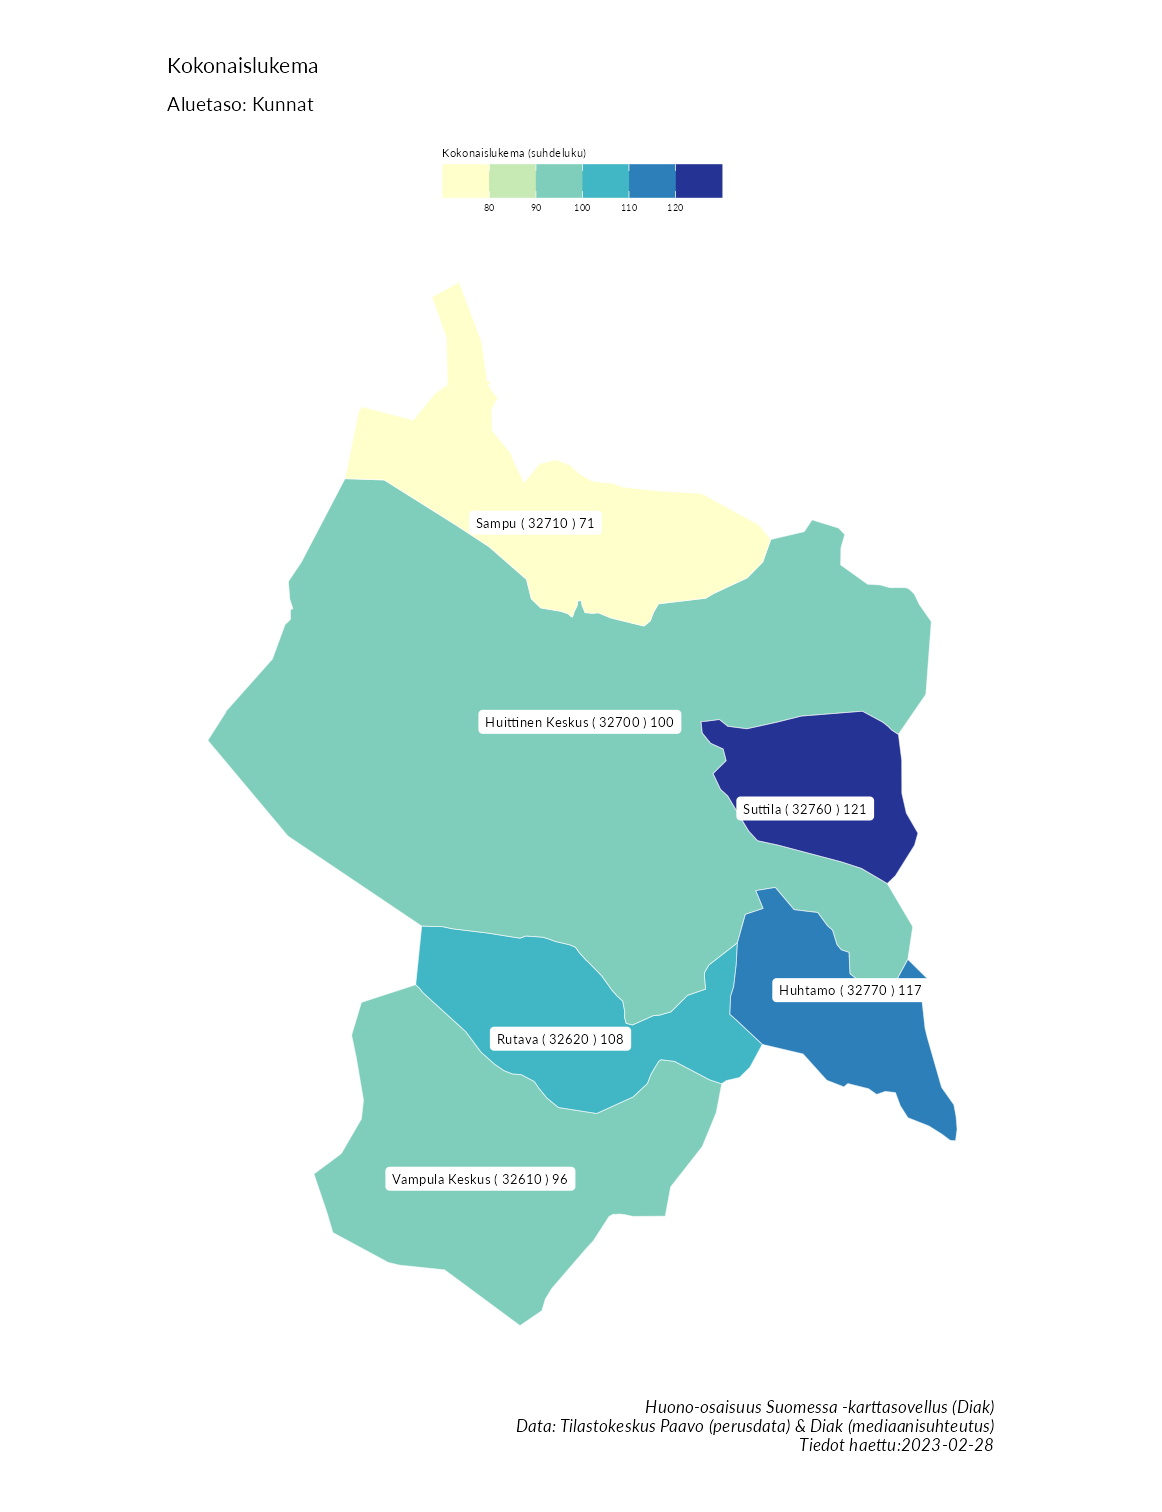 Kokonaislukema
Aluetaso: Kunnat
Kokonaislukema (suhdeluku)
80 90 100 110 120
Sampu ( 32710 ) 71
Huittinen Keskus ( 32700 ) 100
Suttila ( 32760 ) 121
Huhtamo ( 32770 ) 117
Rutava ( 32620 ) 108
Vampula Keskus ( 32610 ) 96
Huono-osaisuus Suomessa -karttasovellus (Diak)
Data: Tilastokeskus Paavo (perusdata) & Diak (mediaanisuhteutus)
Tiedot haettu:2023-02-28